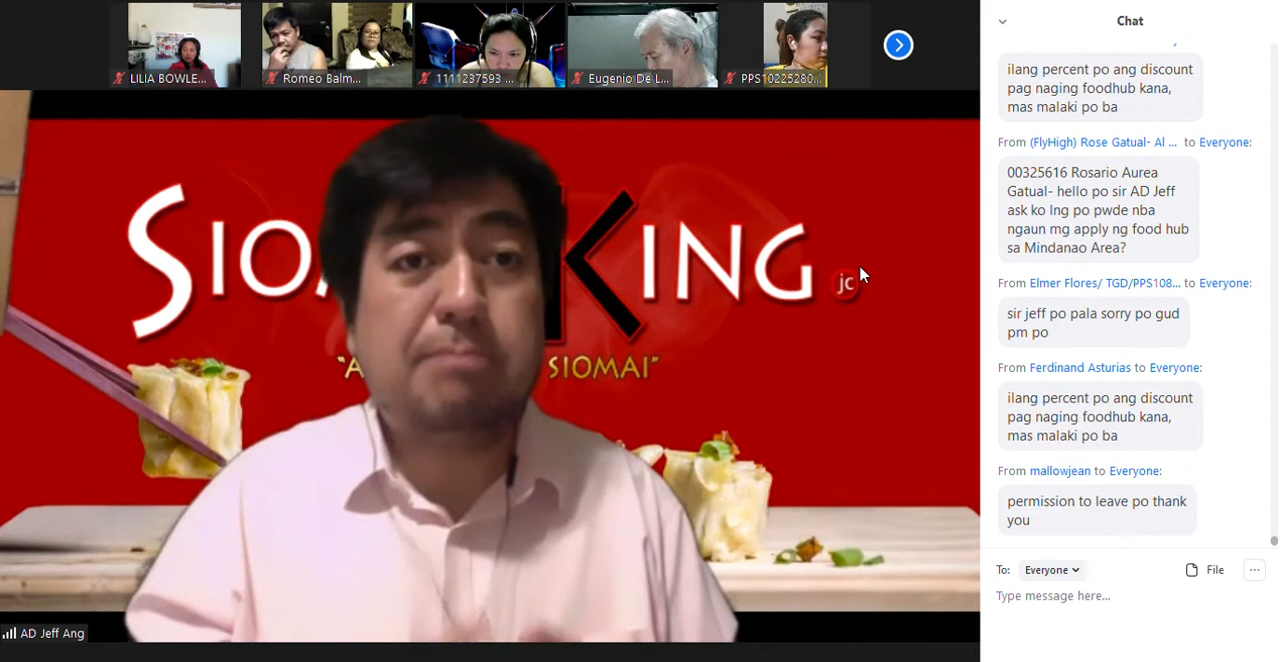 LILIA BOWLE...
Romeo Balm...
1111237593 ...
Eugenio De L...
PPS10225280...
SIO
KING
jc
"A
SIOMAI"
AD Jeff Ang
Chat
ilang percent po ang discount
pag naging foodhub kana,
mas malaki po ba
From (FlyHigh) Rose Gatual- Al ... to Everyone:
00325616 Rosario Aurea
Gatual- hello po sir AD Jeff
ask ko lng po pwde nba
ngaun mg apply ng food hub
sa Mindanao Area?
From Elmer Flores/ TGD/PPS108... to Everyone:
sir jeff po pala sorry po gud
pm po
From Ferdinand Asturias to Everyone:
ilang percent po ang discount
pag naging foodhub kana,
mas malaki po ba
From mallowjean to Everyone:
permission to leave po thank
you
To: Everyone
File
Type message here...